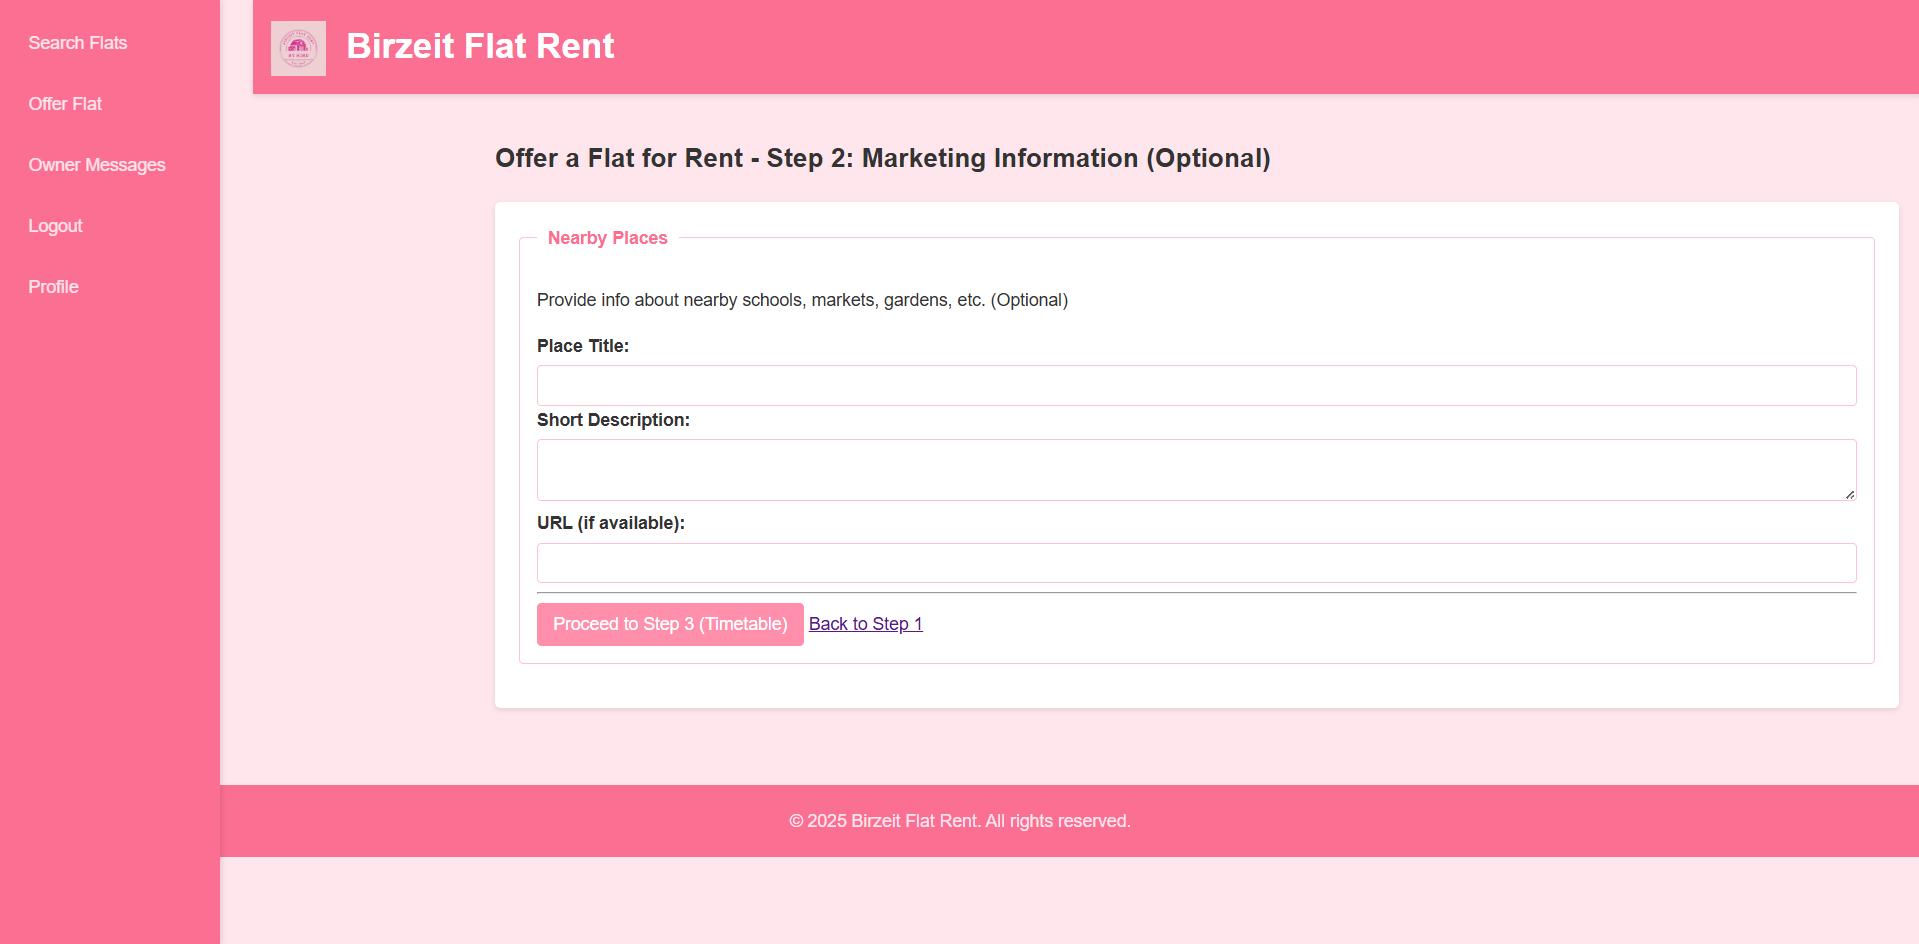 Search Flats
Offer Flat
Owner Messages
Logout
Profile
Birzeit Flat Rent
Offer a Flat for Rent - Step 2: Marketing Information (Optional)
Nearby Places
Provide info about nearby schools, markets, gardens, etc. (Optional)
Place Title:
Short Description:
URL (if available):
Proceed to Step 3 (Timetable) Back to Step 1
© 2025 Birzeit Flat Rent. All rights reserved.